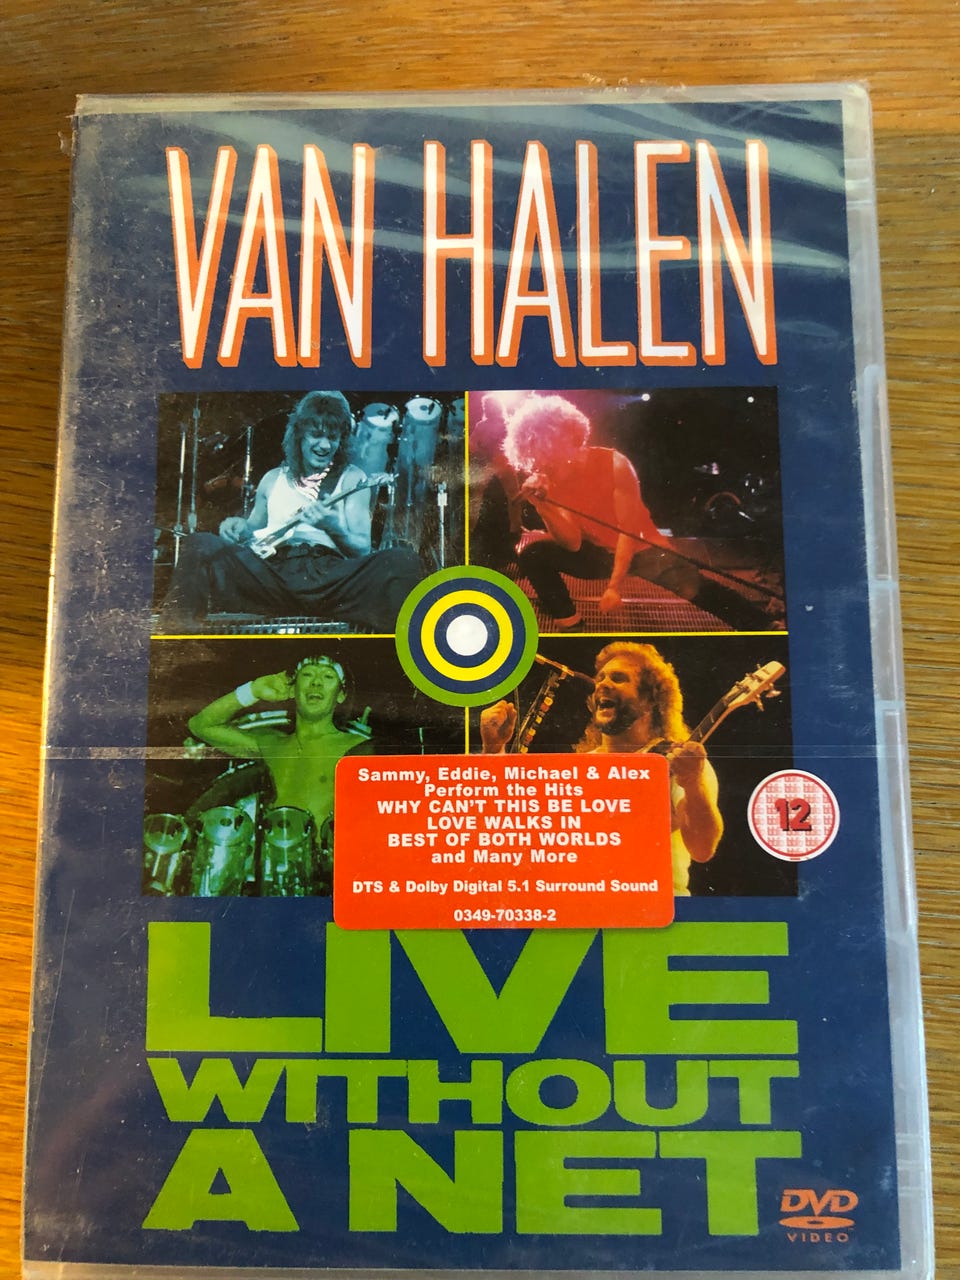 VAN HALEN
Sammy, Eddie, Michael & Alex
Perform the Hits
WHY CAN'T THIS BE LOVE
LOVE WALKS IN
BEST OF BOTH WORLDS
and Many More
DTS & Dolby Digital 5.1 Surround Sound
0349-70338-2
12
LIVE
WITHOUT
A NET
DVD
VIDEO